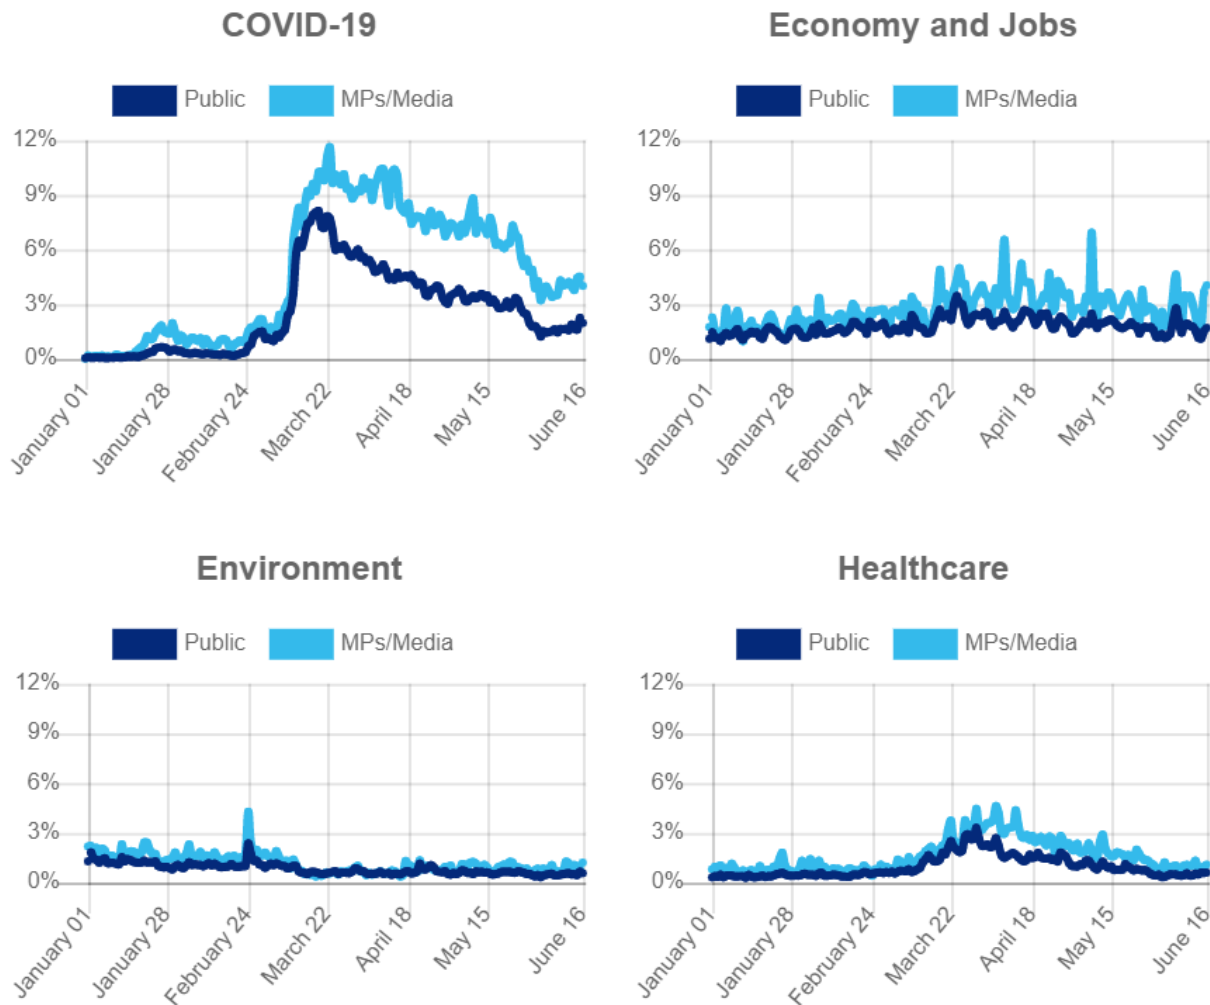 COVID-19
Public MPs/Media
12%
9%
6%
3%
0%
January 01
January 28
February 24
March 22
April 18
May 15
June 16
Economy and Jobs
Public MPs/Media
12%
9%
6%
3%
0%
January 01
January 28
February 24
March 22
April 18
May 15
June 16
Environment
Public MPs/Media
12%
9%
6%
3%
0%
January 01
January 28
February 24
March 22
April 18
May 15
June 16
Healthcare
Public MPs/Media
12%
9%
6%
3%
0%
January 01
January 28
February 24
March 22
April 18
May 15
June 16